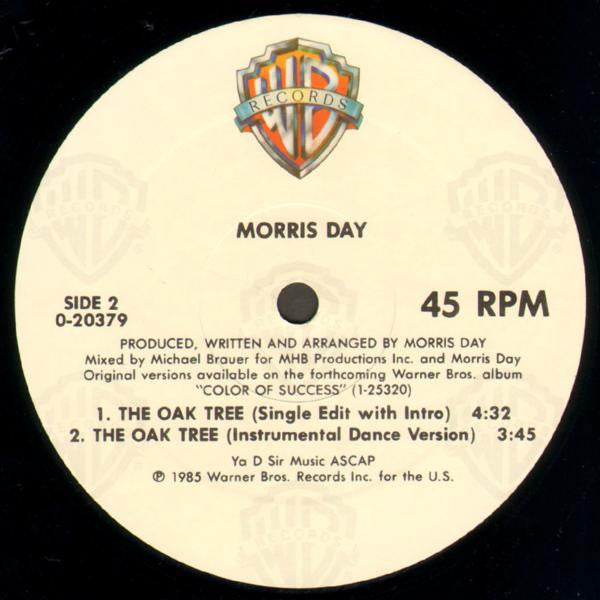 WB
RECORDS
MORRIS DAY
SIDE 2
0-20379
45 RPM
PRODUCED, WRITTEN AND ARRANGED BY MORRIS DAY
Mixed by Michael Brauer for MHB Productions Inc. and Morris Day
Original versions available on the forthcoming Warner Bros. album
"COLOR OF SUCCESS" (1-25320)
1. THE OAK TREE (Single Edit with Intro) 4:32
2. THE OAK TREE (Instrumental Dance Version) 3:45
Ya D Sir Music ASCAP
℗ 1985 Warner Bros. Records Inc. for the U.S.